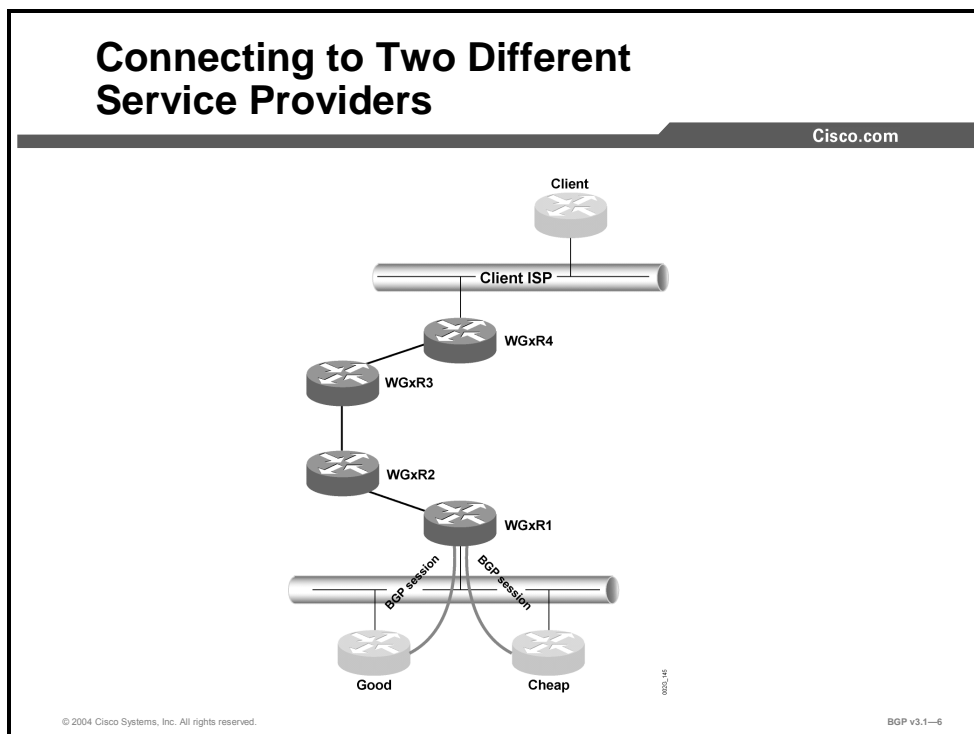 Connecting to Two Different
Service Providers
Cisco.com
Client
Client ISP
WGxR4
WGxR3
WGxR2
WGxR1
BGP session
BGP session
Good
Cheap
002G_145
© 2004 Cisco Systems, Inc. All rights reserved.
BGP v3.1—6